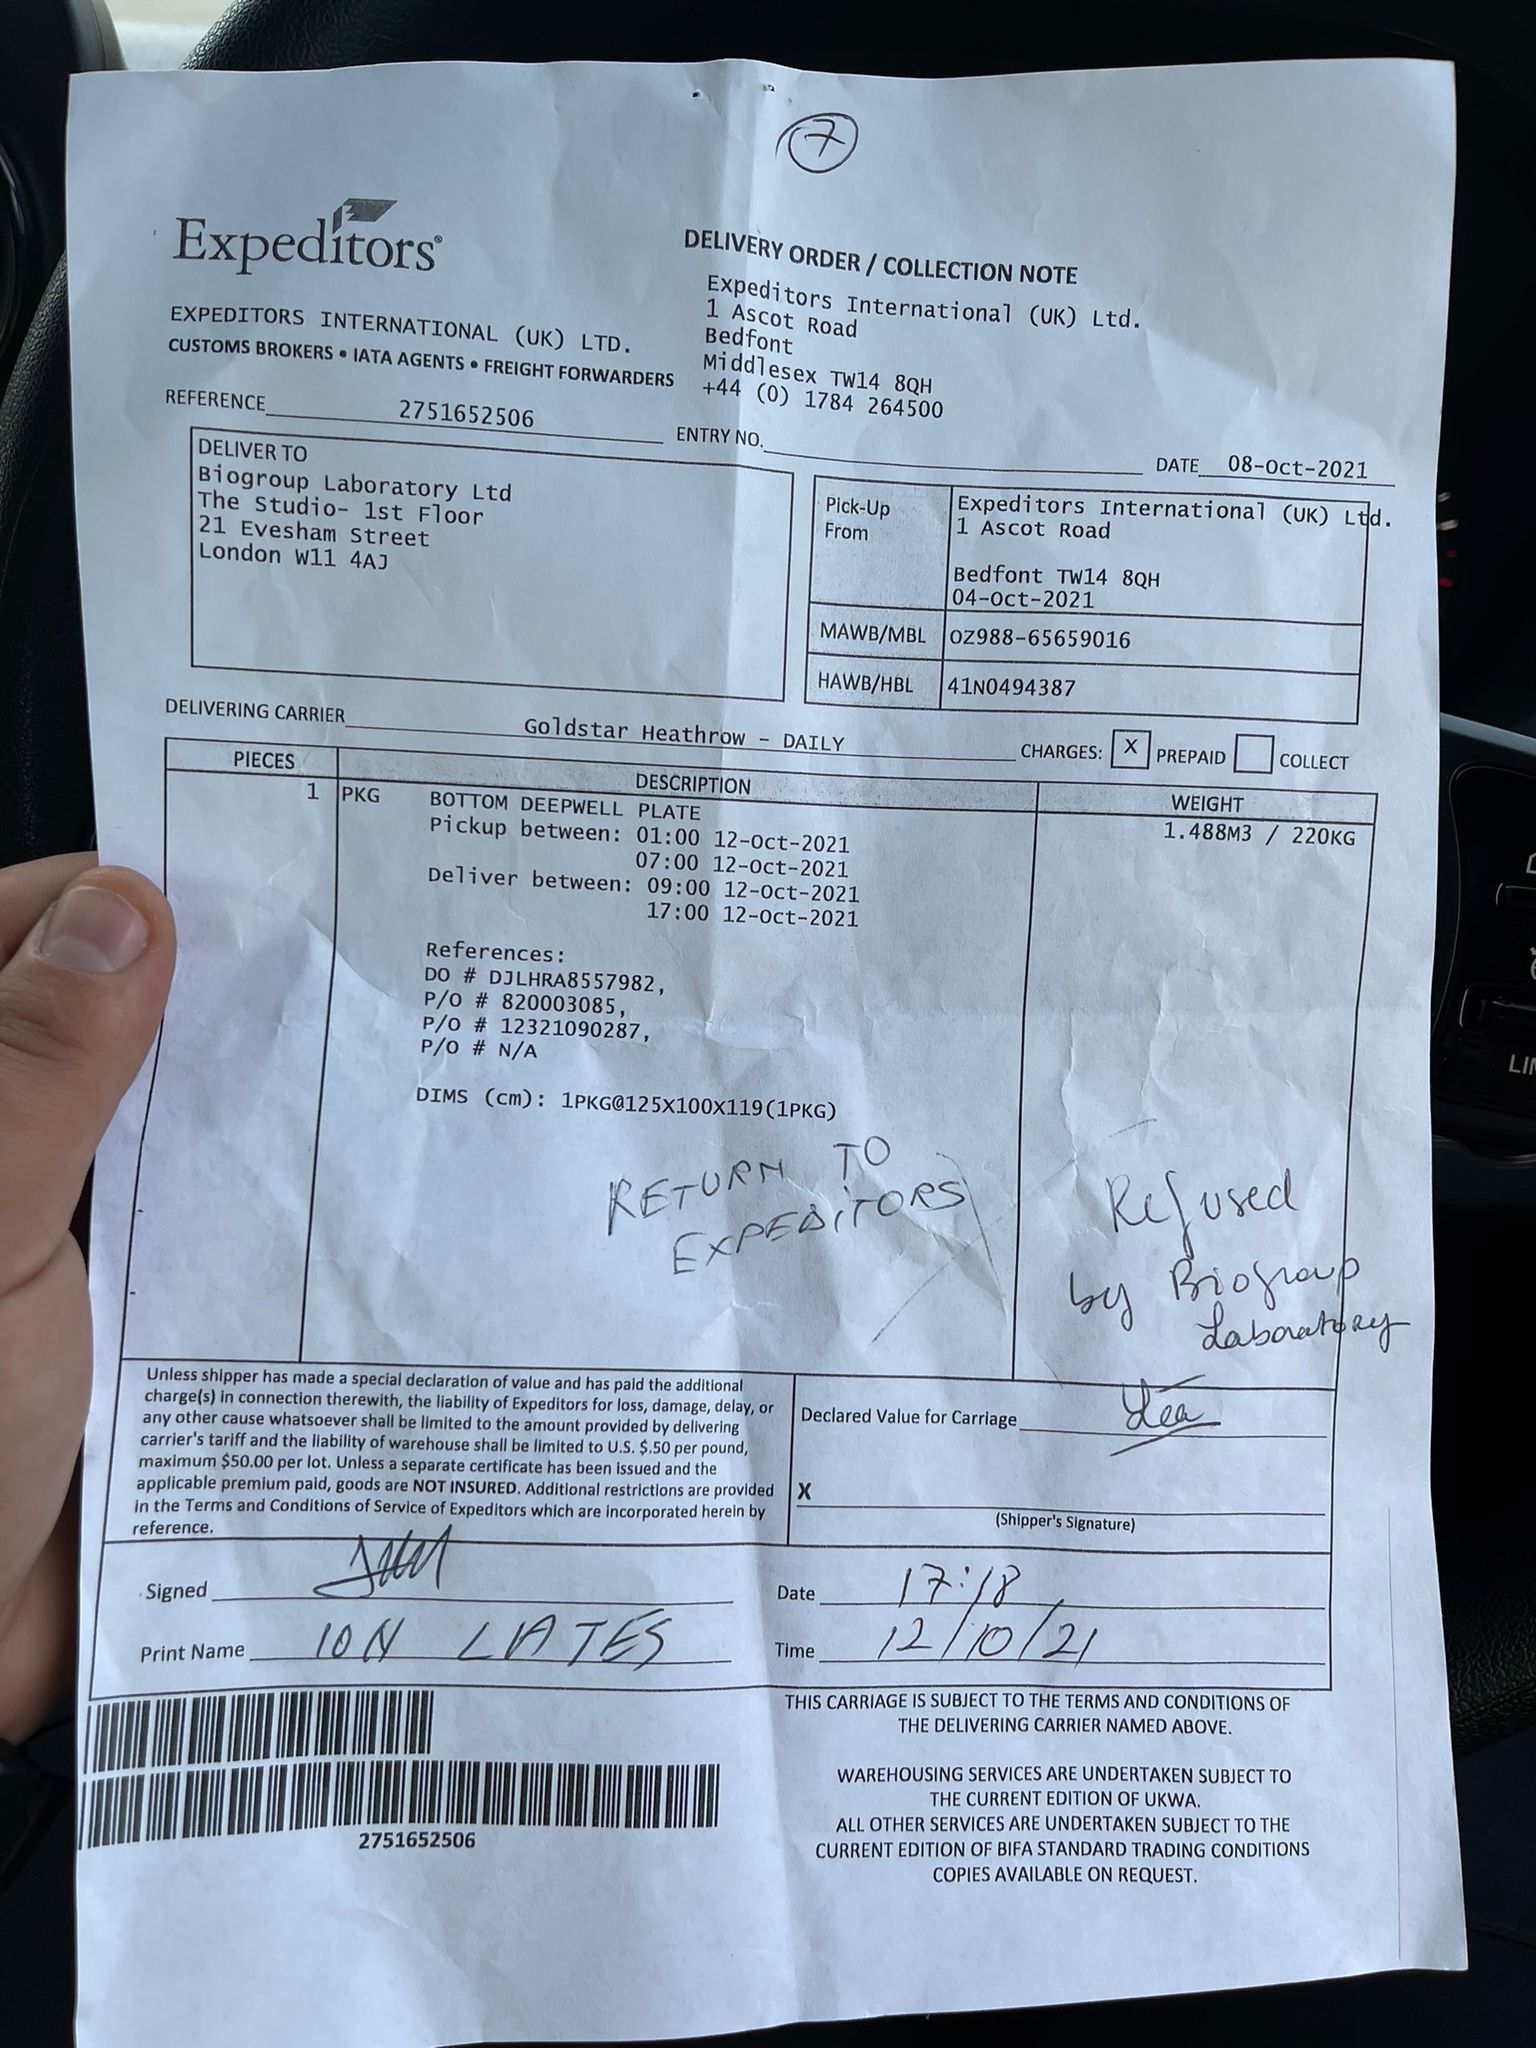 7
Expeditors®
DELIVERY ORDER / COLLECTION NOTE
Expeditors International (UK) Ltd.
1 Ascot Road
Bedfont
Middlesex TW14 8QH
+44 (0) 1784 264500
EXPEDITORS INTERNATIONAL (UK) LTD.
CUSTOMS BROKERS • IATA AGENTS • FREIGHT FORWARDERS
REFERENCE 2751652506
ENTRY NO.
DATE 08-Oct-2021
DELIVER TO
Biogroup Laboratory Ltd
The Studio- 1st Floor
21 Evesham Street
London W11 4AJ
Pick-Up From
Expeditors International (UK) Ltd.
1 Ascot Road
Bedfont TW14 8QH
04-Oct-2021
MAWB/MBL OZ988-65659016
HAWB/HBL 41N0494387
DELIVERING CARRIER Goldstar Heathrow - DAILY
CHARGES: X PREPAID COLLECT
PIECES DESCRIPTION WEIGHT
1 PKG BOTTOM DEEPWELL PLATE 1.488M3 / 220KG
Pickup between: 01:00 12-Oct-2021
07:00 12-Oct-2021
Deliver between: 09:00 12-Oct-2021
17:00 12-Oct-2021
References:
DO # DJLHRA8557982,
P/O # 820003085,
P/O # 12321090287,
P/O # N/A
DIMS (cm): 1PKG@125X100X119(1PKG)
RETURN TO
EXPEDITORS
Refused
by Biogroup
Laboratory
Unless shipper has made a special declaration of value and has paid the additional
charge(s) in connection therewith, the liability of Expeditors for loss, damage, delay, or
any other cause whatsoever shall be limited to the amount provided by delivering
carrier's tariff and the liability of warehouse shall be limited to U.S. $.50 per pound,
maximum $50.00 per lot. Unless a separate certificate has been issued and the
applicable premium paid, goods are NOT INSURED. Additional restrictions are provided
in the Terms and Conditions of Service of Expeditors which are incorporated herein by
reference.
Declared Value for Carriage
X
(Shipper's Signature)
Signed
Date 17:18
Print Name ION LATES
Time 12/10/21
2751652506
THIS CARRIAGE IS SUBJECT TO THE TERMS AND CONDITIONS OF
THE DELIVERING CARRIER NAMED ABOVE.
WAREHOUSING SERVICES ARE UNDERTAKEN SUBJECT TO
THE CURRENT EDITION OF UKWA.
ALL OTHER SERVICES ARE UNDERTAKEN SUBJECT TO THE
CURRENT EDITION OF BIFA STANDARD TRADING CONDITIONS
COPIES AVAILABLE ON REQUEST.